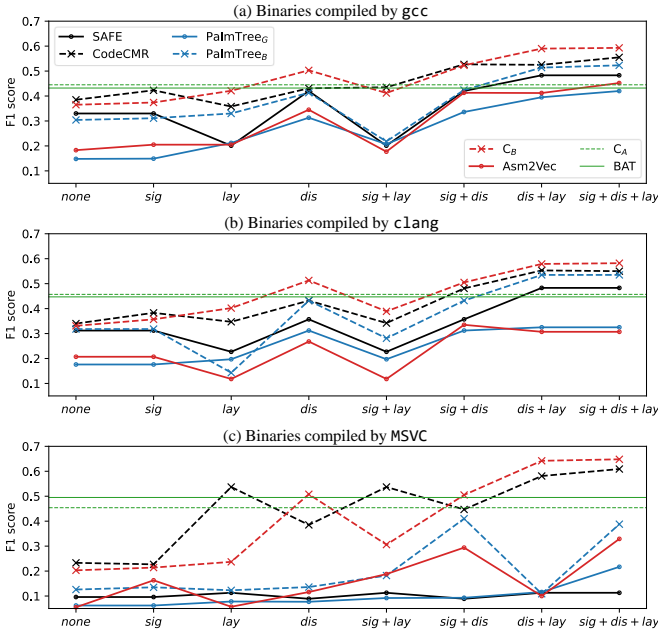 (a) Binaries compiled by gcc
0.7
0.6
0.5
0.4
0.3
0.2
0.1
F1 score
SAFE
CodeCMR
PalmTree_G
PalmTree_B
C_B
Asm2Vec
C_A
BAT
none sig lay dis sig + lay sig + dis dis + lay sig + dis + lay
(b) Binaries compiled by clang
0.7
0.6
0.5
0.4
0.3
0.2
0.1
F1 score
none sig lay dis sig + lay sig + dis dis + lay sig + dis + lay
(c) Binaries compiled by MSVC
0.7
0.6
0.5
0.4
0.3
0.2
0.1
F1 score
none sig lay dis sig + lay sig + dis dis + lay sig + dis + lay